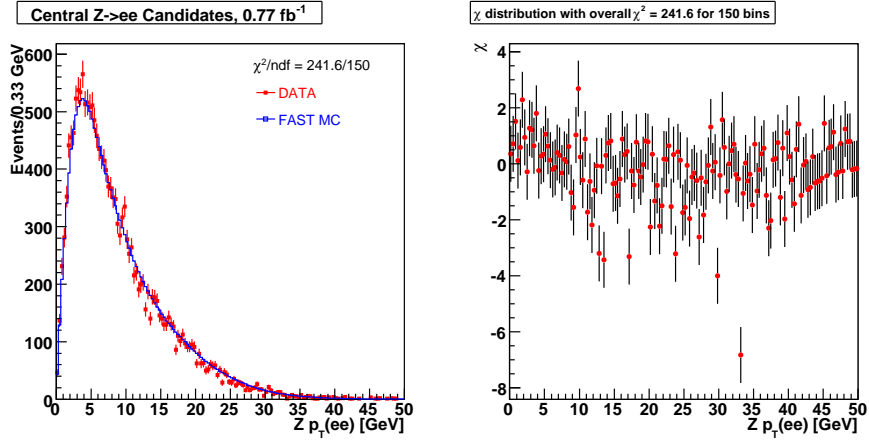 Central Z->ee Candidates, 0.77 fb⁻¹
Events/0.33 GeV
600
500
400
300
200
100
0
χ²/ndf = 241.6/150
DATA
FAST MC
0 5 10 15 20 25 30 35 40 45 50
Z p_T(ee) [GeV]
χ distribution with overall χ² = 241.6 for 150 bins
χ
4
2
0
-2
-4
-6
-8
0 5 10 15 20 25 30 35 40 45 50
Z p_T(ee) [GeV]